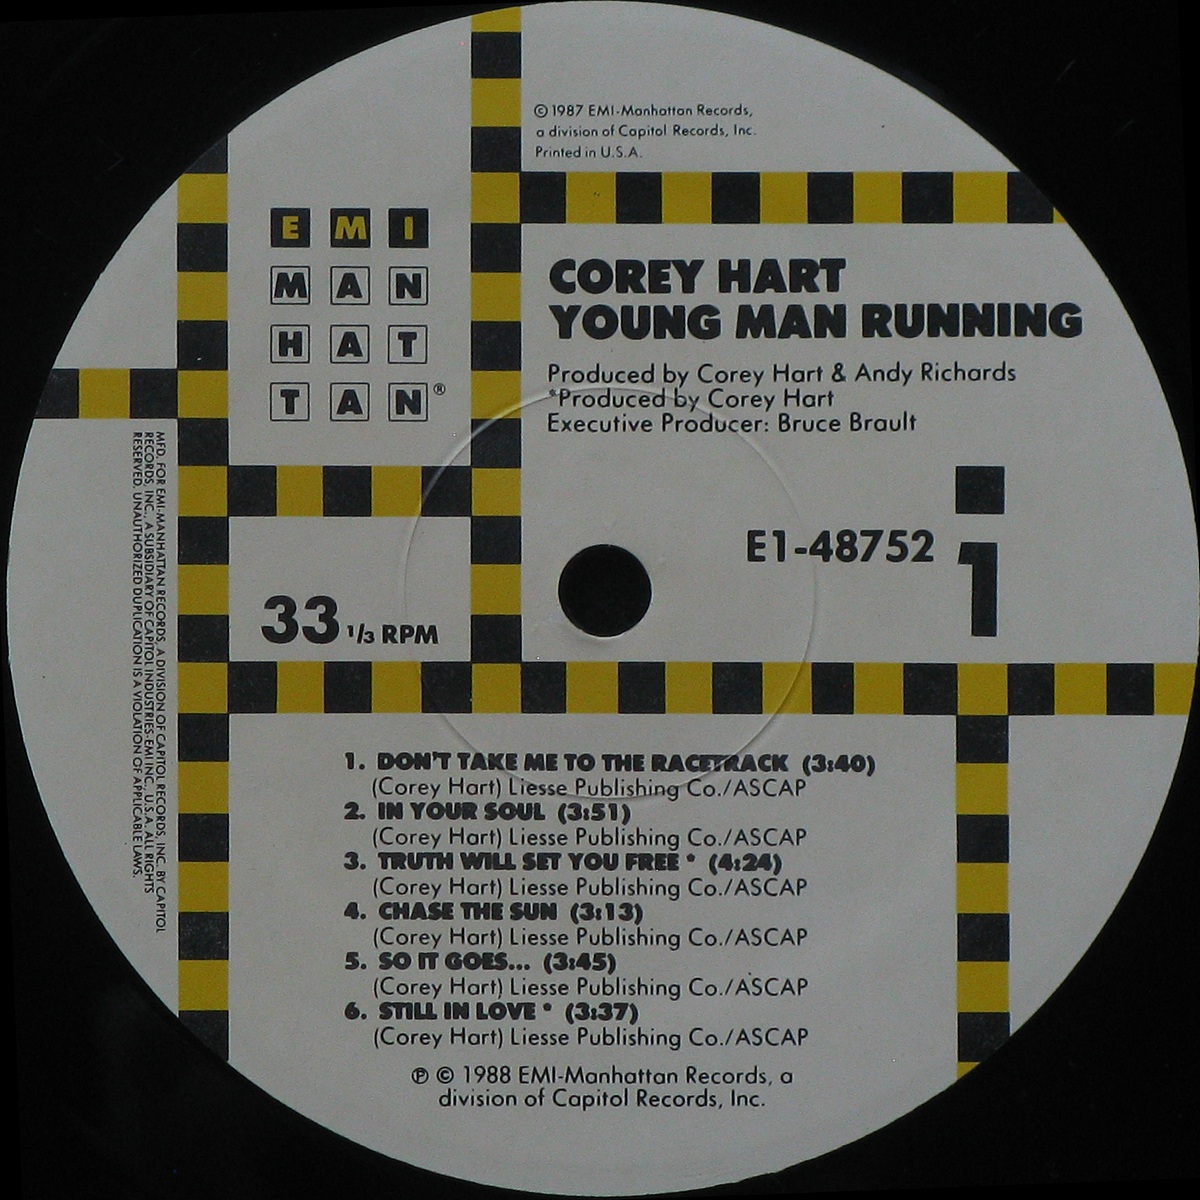 © 1987 EMI-Manhattan Records,
a division of Capitol Records, Inc.
Printed in U.S.A.
EMI
MAN
HAT
TAN®
COREY HART
YOUNG MAN RUNNING
Produced by Corey Hart & Andy Richards
*Produced by Corey Hart
Executive Producer: Bruce Brault
E1-48752
1
33 1/3 RPM
MFD. FOR EMI-MANHATTAN RECORDS, A DIVISION OF CAPITOL RECORDS, INC. BY CAPITOL
RECORDS, INC., A SUBSIDIARY OF CAPITOL INDUSTRIES-EMI INC., U.S.A. ALL RIGHTS
RESERVED. UNAUTHORIZED DUPLICATION IS A VIOLATION OF APPLICABLE LAWS.
1. DON'T TAKE ME TO THE RACETRACK (3:40)
(Corey Hart) Liesse Publishing Co./ASCAP
2. IN YOUR SOUL (3:51)
(Corey Hart) Liesse Publishing Co./ASCAP
3. TRUTH WILL SET YOU FREE * (4:24)
(Corey Hart) Liesse Publishing Co./ASCAP
4. CHASE THE SUN (3:13)
(Corey Hart) Liesse Publishing Co./ASCAP
5. SO IT GOES... (3:45)
(Corey Hart) Liesse Publishing Co./ASCAP
6. STILL IN LOVE * (3:37)
(Corey Hart) Liesse Publishing Co./ASCAP
℗ © 1988 EMI-Manhattan Records, a
division of Capitol Records, Inc.